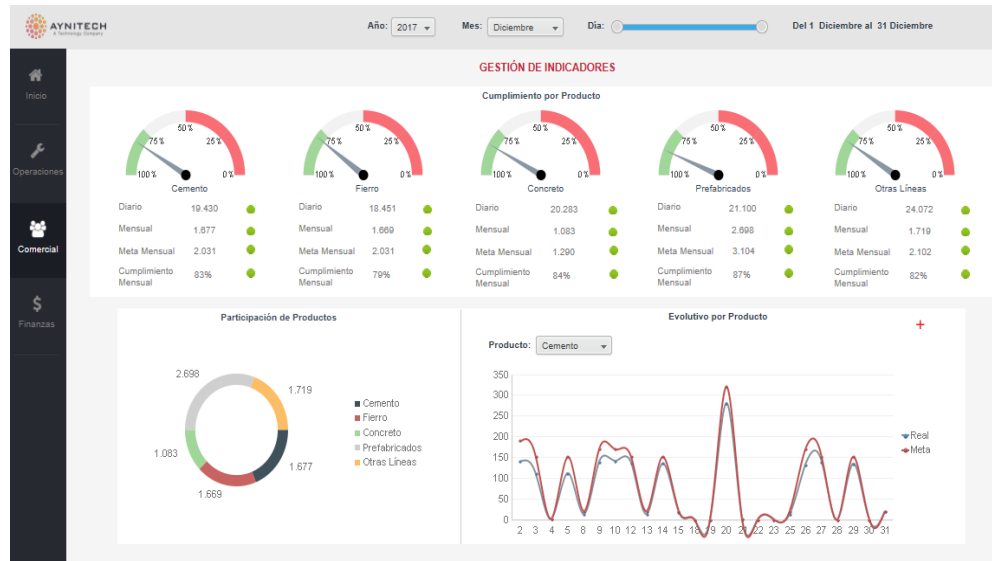 AYNITECH
A Technology Company
Año: 2017
Mes: Diciembre
Día:
Del 1 Diciembre al 31 Diciembre
Inicio
Operaciones
Comercial
$
Finanzas
GESTIÓN DE INDICADORES
Cumplimiento por Producto
100% 75% 50% 25% 0%
Cemento
Diario 19.430
Mensual 1.677
Meta Mensual 2.031
Cumplimiento Mensual 83%
100% 75% 50% 25% 0%
Fierro
Diario 18.451
Mensual 1.669
Meta Mensual 2.031
Cumplimiento Mensual 79%
100% 75% 50% 25% 0%
Concreto
Diario 20.283
Mensual 1.083
Meta Mensual 1.290
Cumplimiento Mensual 84%
100% 75% 50% 25% 0%
Prefabricados
Diario 21.100
Mensual 2.698
Meta Mensual 3.104
Cumplimiento Mensual 87%
100% 75% 50% 25% 0%
Otras Líneas
Diario 24.072
Mensual 1.719
Meta Mensual 2.102
Cumplimiento Mensual 82%
Participación de Productos
2.698
1.719
1.083
1.677
1.669
Cemento
Fierro
Concreto
Prefabricados
Otras Líneas
Evolutivo por Producto
+
Producto: Cemento
350
300
250
200
150
100
50
0
2 3 4 5 8 9 10 12 13 14 15 18 19 20 21 22 23 25 26 27 28 29 30 31
Real
Meta